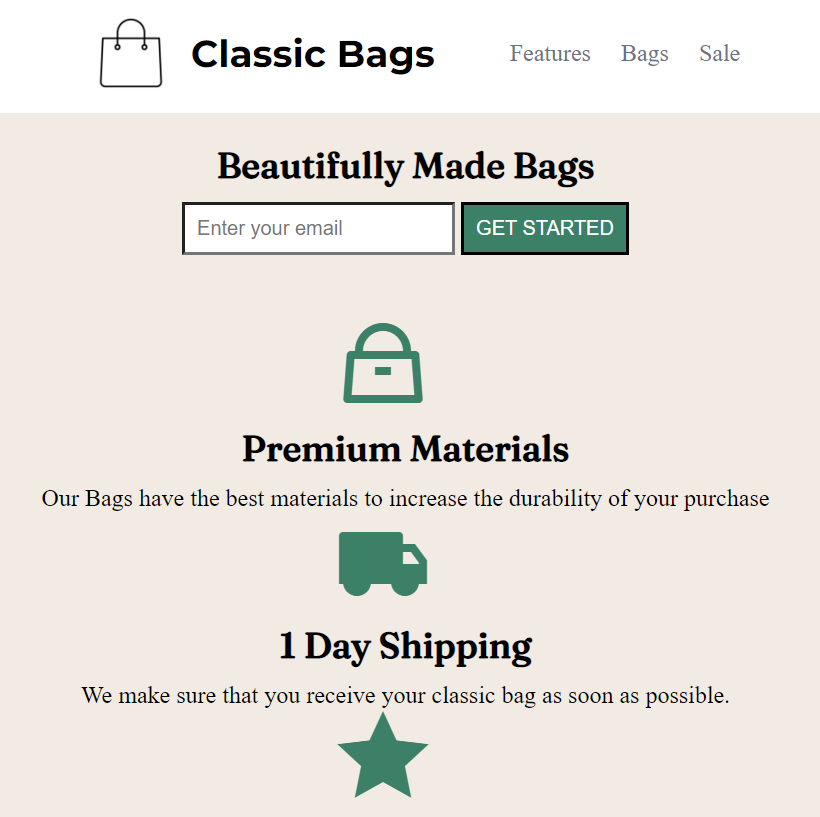 Classic Bags
Features Bags Sale
Beautifully Made Bags
Enter your email
GET STARTED
Premium Materials
Our Bags have the best materials to increase the durability of your purchase
1 Day Shipping
We make sure that you receive your classic bag as soon as possible.